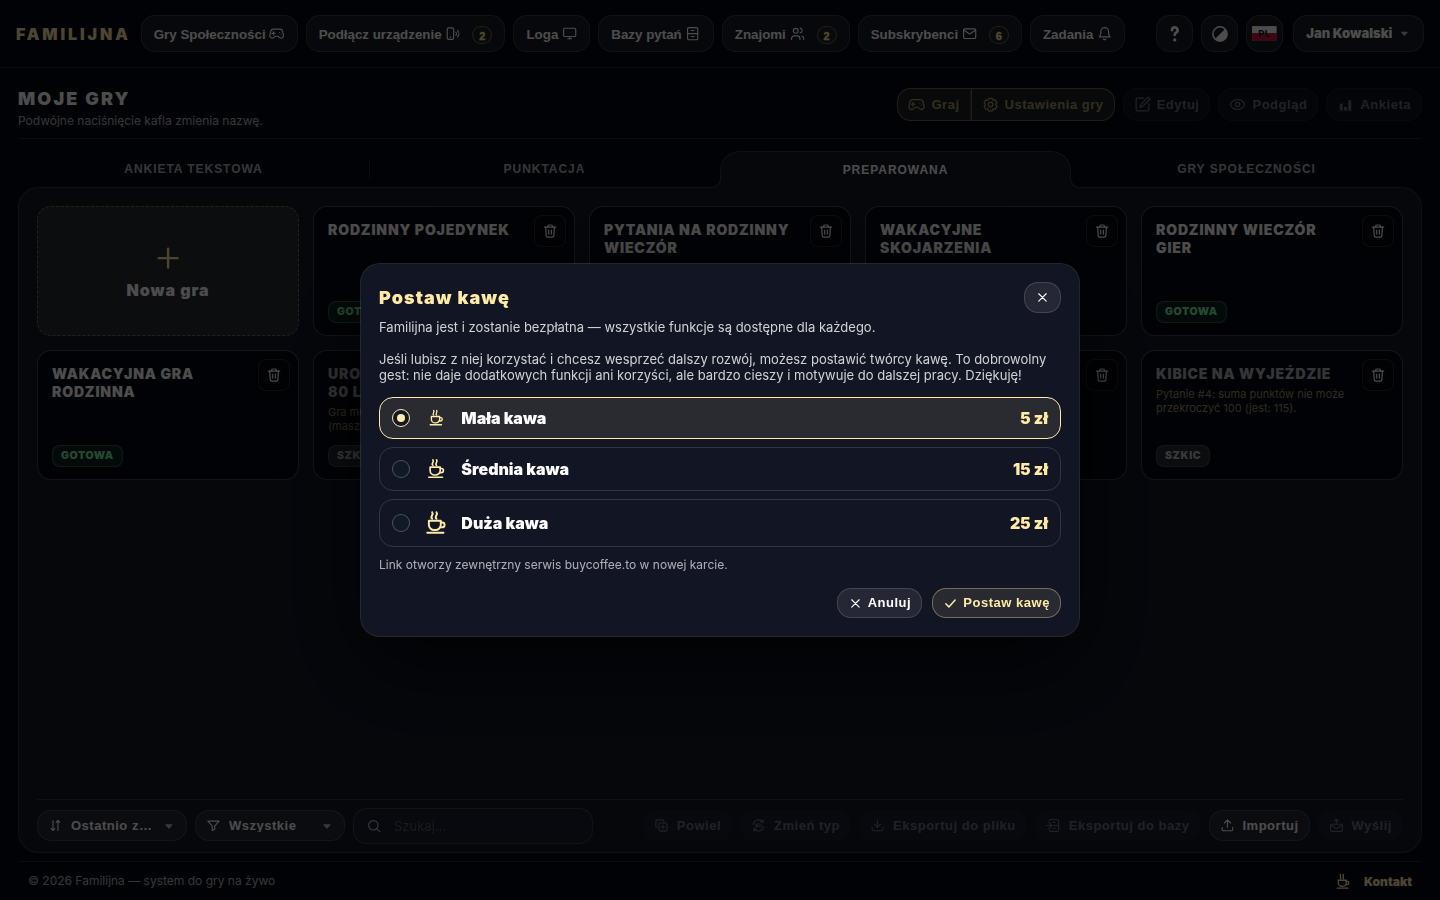 FAMILIJNA
Gry Społeczności
Podłącz urządzenie 2
Loga
Bazy pytań
Znajomi 2
Subskrybenci 6
Zadania
?
PL
Jan Kowalski
MOJE GRY
Podwójne naciśnięcie kafla zmienia nazwę.
Graj
Ustawienia gry
Edytuj
Podgląd
Ankieta
ANKIETA TEKSTOWA
PUNKTACJA
PREPAROWANA
GRY SPOŁECZNOŚCI
Nowa gra
RODZINNY POJEDYNEK
PYTANIA NA RODZINNY
WIECZÓR
WAKACYJNE
SKOJARZENIA
RODZINNY WIECZÓR
GIER
GOTOWA
WAKACYJNA GRA
RODZINNA
GOTOWA
80 L
KIBICE NA WYJEŹDZIE
Pytanie #4: suma punktów nie może
przekroczyć 100 (jest: 115).
SZKIC
Postaw kawę
Familijna jest i zostanie bezpłatna — wszystkie funkcje są dostępne dla każdego.
Jeśli lubisz z niej korzystać i chcesz wesprzeć dalszy rozwój, możesz postawić twórcy kawę. To dobrowolny
gest: nie daje dodatkowych funkcji ani korzyści, ale bardzo cieszy i motywuje do dalszej pracy. Dziękuję!
Mała kawa 5 zł
Średnia kawa 15 zł
Duża kawa 25 zł
Link otworzy zewnętrzny serwis buycoffee.to w nowej karcie.
Anuluj
Postaw kawę
Ostatnio z...
Wszystkie
Szukaj...
Powiel
Zmień typ
Eksportuj do pliku
Eksportuj do bazy
Importuj
Wyślij
© 2026 Familijna — system do gry na żywo
Kontakt